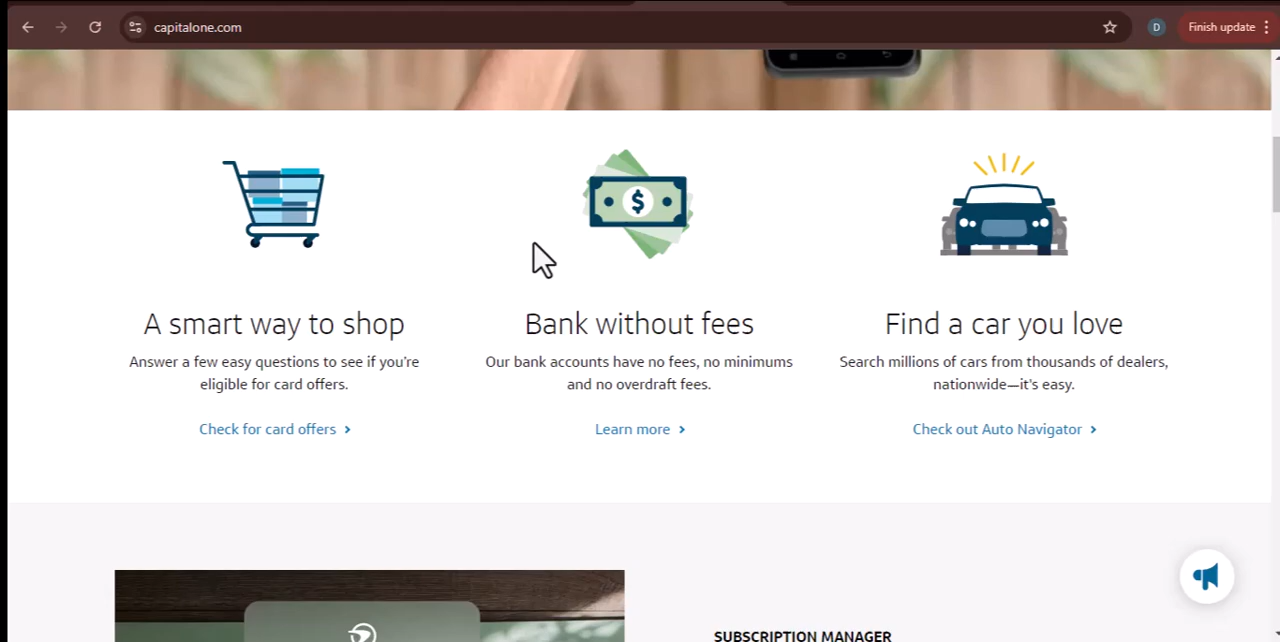 capitalone.com
D
Finish update
$
A smart way to shop
Answer a few easy questions to see if you're
eligible for card offers.
Check for card offers
Bank without fees
Our bank accounts have no fees, no minimums
and no overdraft fees.
Learn more
Find a car you love
Search millions of cars from thousands of dealers,
nationwide—it's easy.
Check out Auto Navigator
SUBSCRIPTION MANAGER